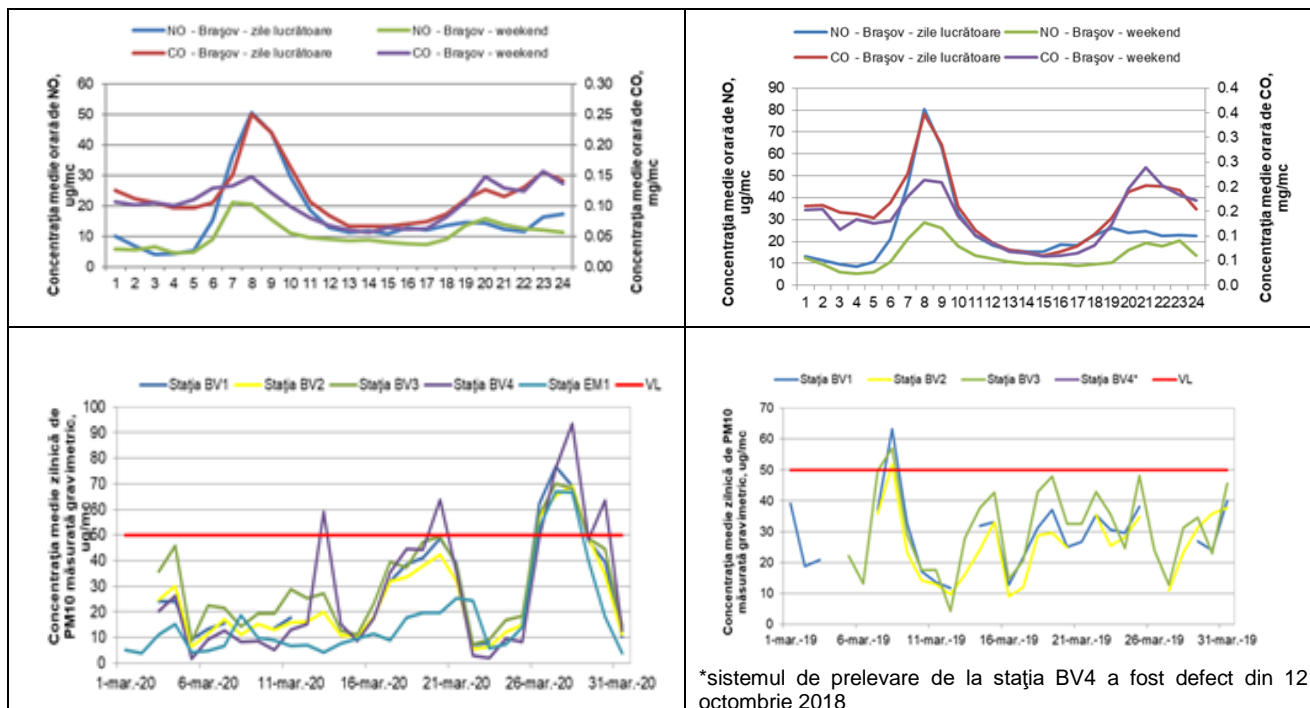 NO - Braşov - zile lucrătoare
NO - Braşov - weekend
CO - Braşov - zile lucrătoare
CO - Braşov - weekend
Concentraţia medie orară de NO,
ug/mc
60
50
40
30
20
10
0
0.30
0.25
0.20
0.15
0.10
0.05
0.00
Concentraţia medie orară de CO,
mg/mc
1 2 3 4 5 6 7 8 9 10 11 12 13 14 15 16 17 18 19 20 21 22 23 24
NO - Braşov - zile lucrătoare
NO - Braşov - weekend
CO - Braşov - zile lucrătoare
CO - Braşov - weekend
Concentraţia medie orară de NO,
ug/mc
90
80
70
60
50
40
30
20
10
0
0.4
0.4
0.3
0.3
0.2
0.2
0.1
0.1
0.0
Concentraţia medie orară de CO,
mg/mc
1 2 3 4 5 6 7 8 9 10 11 12 13 14 15 16 17 18 19 20 21 22 23 24
Staţia BV1
Staţia BV2
Staţia BV3
Staţia BV4
Staţia EM1
VL
Concentraţie medie zilnică de
PM10 măsurată gravimetric,
ug/mc
100
90
80
70
60
50
40
30
20
10
0
1-mar.-20 6-mar.-20 11-mar.-20 16-mar.-20 21-mar.-20 26-mar.-20 31-mar.-20
Staţia BV1
Staţia BV2
Staţia BV3
Staţia BV4*
VL
Concentraţie medie zilnică de PM10
măsurată gravimetric, ug/mc
70
60
50
40
30
20
10
0
1-mar.-19 6-mar.-19 11-mar.-19 16-mar.-19 21-mar.-19 26-mar.-19 31-mar.-19
*sistemul de prelevare de la staţia BV4 a fost defect din 12
octombrie 2018